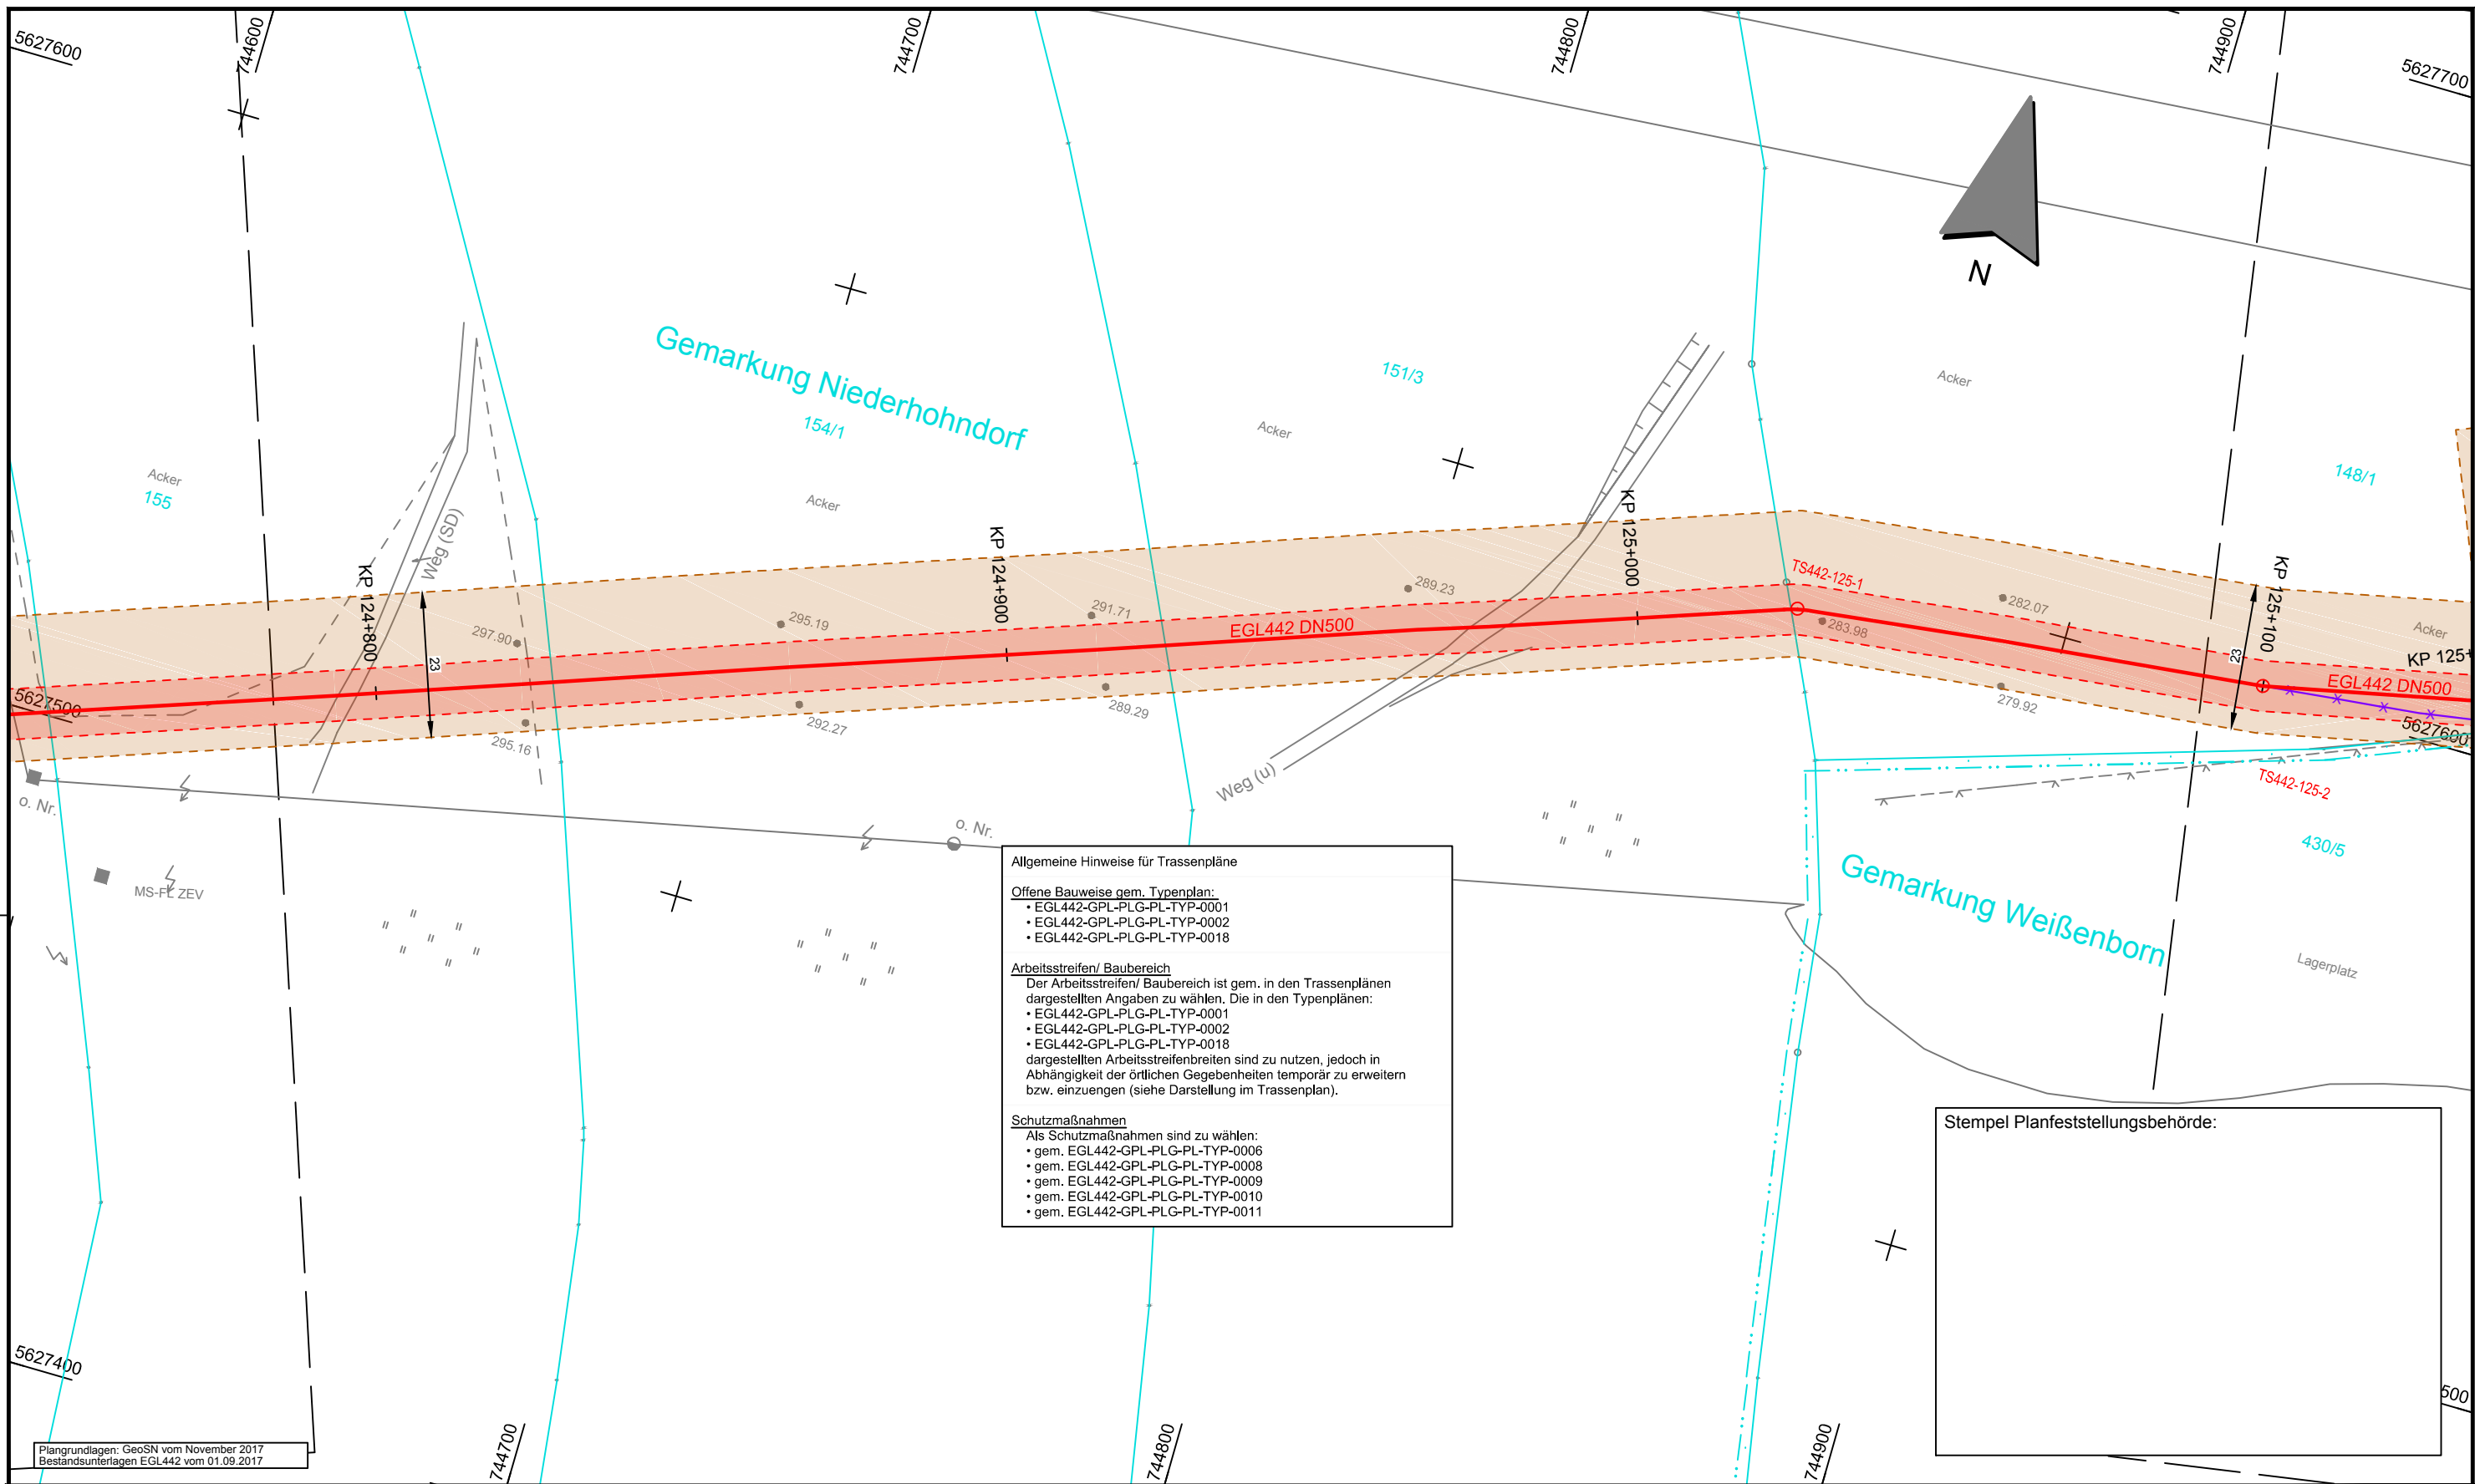 5627600
744600
744700
744800
744900
5627700
N
Gemarkung Niederhohndorf
154/1
151/3
Acker
Acker
148/1
Acker
155
Acker
Weg (SD)
KP 124+800
KP 124+900
KP 125+000
KP 125+100
TS442-125-1
297.90
295.19
291.71
289.23
282.07
283.98
Acker
KP 125+
23
23
EGL442 DN500
EGL442 DN500
5627500
295.16
292.27
289.29
279.92
5627600
o. Nr.
Weg (u)
TS442-125-2
o. Nr.
430/5
MS-FL ZEV
Gemarkung Weißenborn
Lagerplatz
Allgemeine Hinweise für Trassenpläne
Offene Bauweise gem. Typenplan:
• EGL442-GPL-PLG-PL-TYP-0001
• EGL442-GPL-PLG-PL-TYP-0002
• EGL442-GPL-PLG-PL-TYP-0018
Arbeitsstreifen/ Baubereich
Der Arbeitsstreifen/ Baubereich ist gem. in den Trassenplänen
dargestellten Angaben zu wählen. Die in den Typenplänen:
• EGL442-GPL-PLG-PL-TYP-0001
• EGL442-GPL-PLG-PL-TYP-0002
• EGL442-GPL-PLG-PL-TYP-0018
dargestellten Arbeitsstreifenbreiten sind zu nutzen, jedoch in
Abhängigkeit der örtlichen Gegebenheiten temporär zu erweitern
bzw. einzuengen (siehe Darstellung im Trassenplan).
Schutzmaßnahmen
Als Schutzmaßnahmen sind zu wählen:
• gem. EGL442-GPL-PLG-PL-TYP-0006
• gem. EGL442-GPL-PLG-PL-TYP-0008
• gem. EGL442-GPL-PLG-PL-TYP-0009
• gem. EGL442-GPL-PLG-PL-TYP-0010
• gem. EGL442-GPL-PLG-PL-TYP-0011
Stempel Planfeststellungsbehörde:
5627400
500
744700
744800
744900
Plangrundlagen: GeoSN vom November 2017
Bestandsunterlagen EGL442 vom 01.09.2017